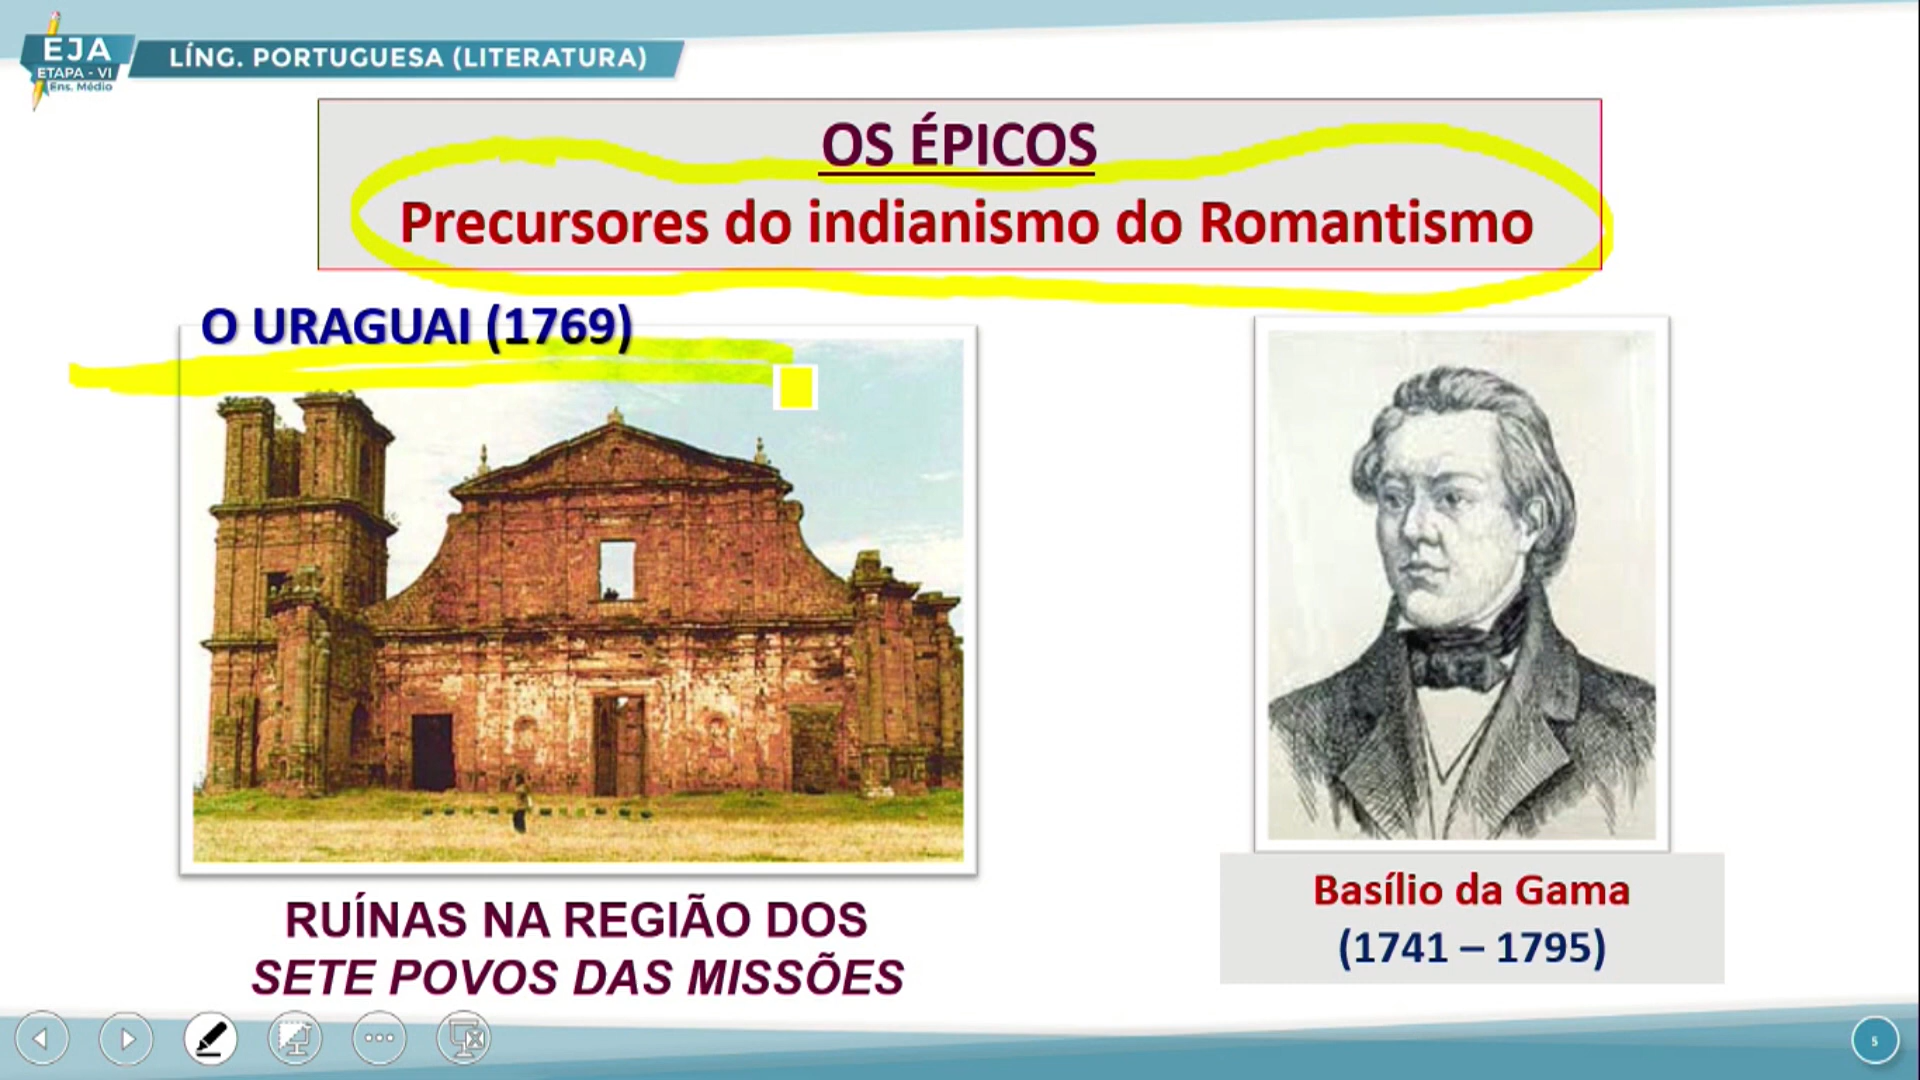 EJA
ETAPA - VI
Ens. Médio
LÍNG. PORTUGUESA (LITERATURA)
OS ÉPICOS
Precursores do indianismo do Romantismo
O URAGUAI (1769)
RUÍNAS NA REGIÃO DOS
SETE POVOS DAS MISSÕES
Basílio da Gama
(1741 – 1795)
5